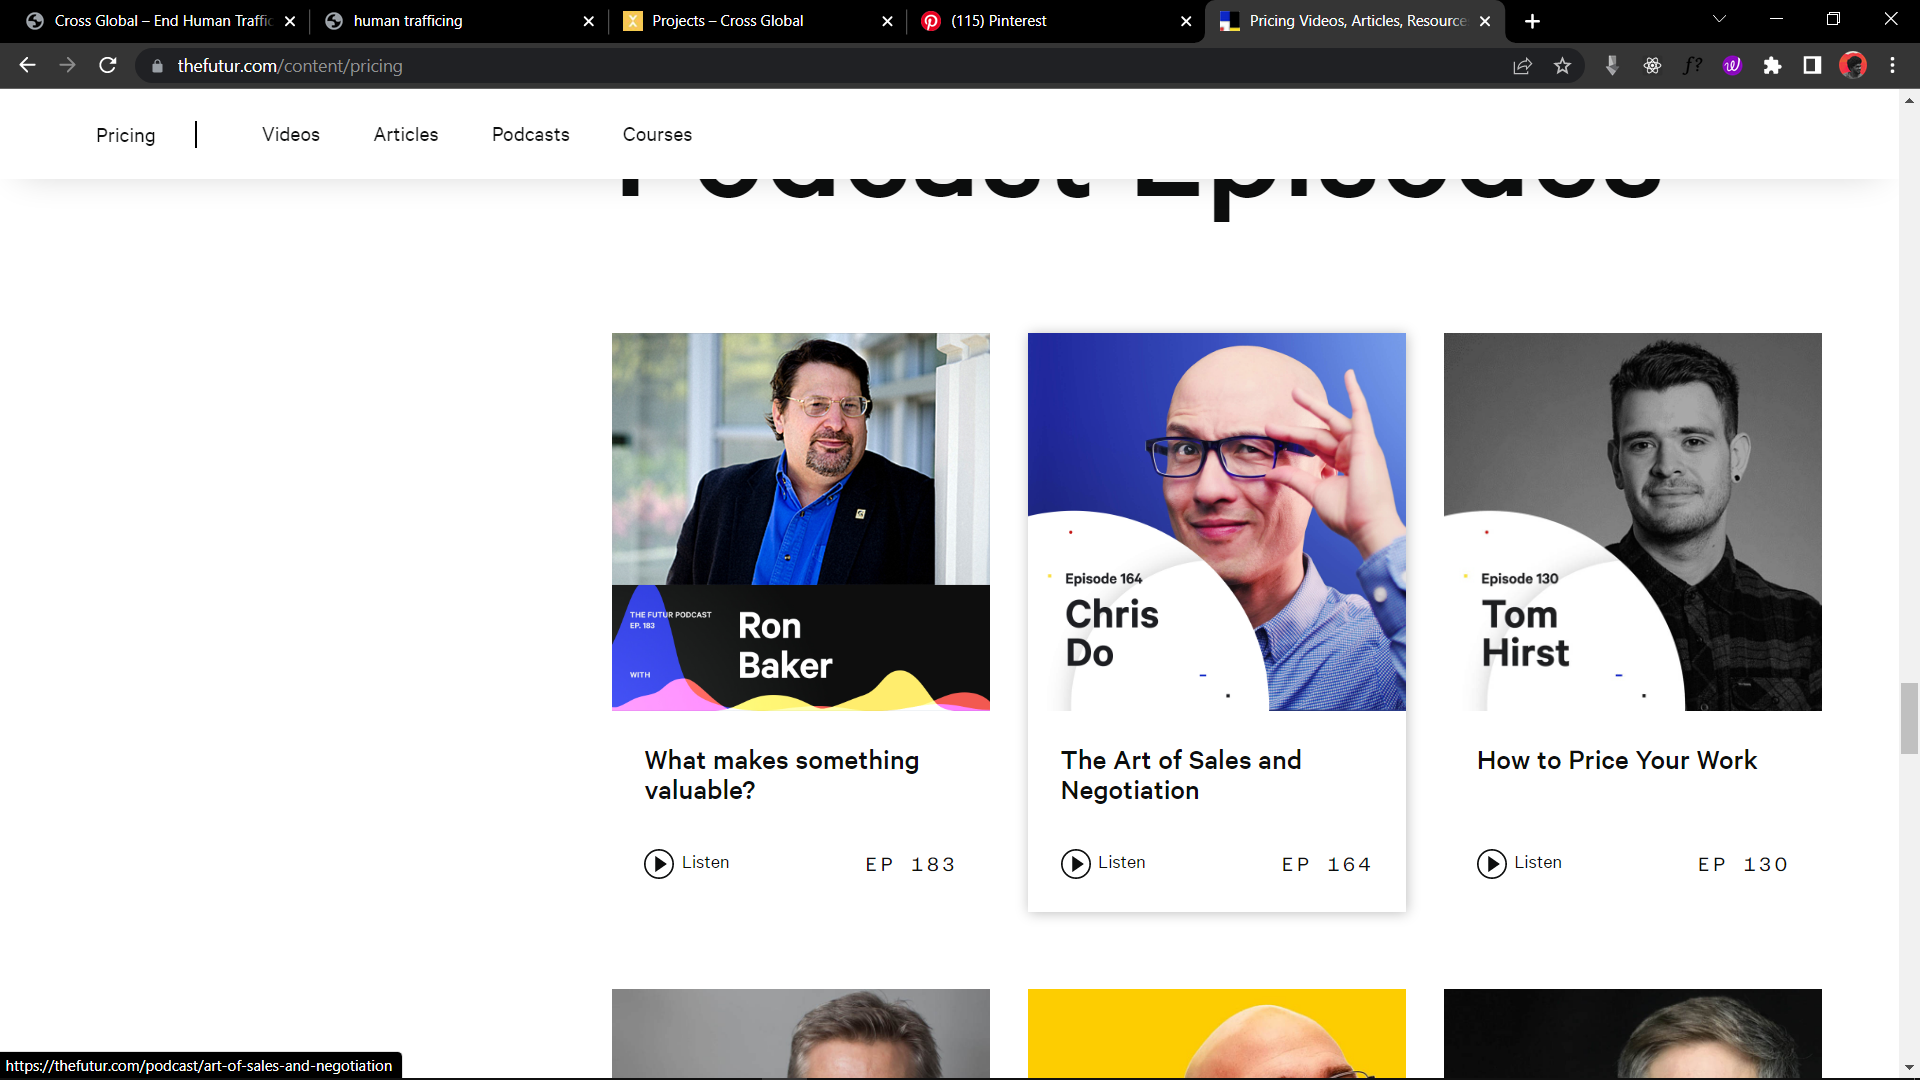 Cross Global – End Human Traffic
human trafficing
Projects – Cross Global
(115) Pinterest
Pricing Videos, Articles, Resource
thefutur.com/content/pricing
f?
Pricing
Videos
Articles
Podcasts
Courses
Podcast Episodes
THE FUTUR PODCAST
EP. 183
WITH
Ron
Baker
Episode 164
Chris
Do
Episode 130
Tom
Hirst
What makes something
valuable?
The Art of Sales and
Negotiation
How to Price Your Work
Listen
EP 183
Listen
EP 164
Listen
EP 130
https://thefutur.com/podcast/art-of-sales-and-negotiation